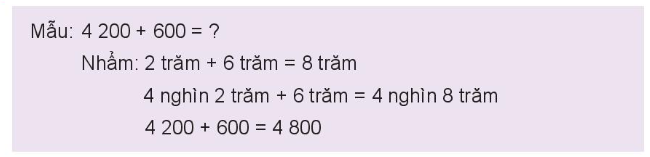 Mẫu: 4 200 + 600 = ?
Nhẩm: 2 trăm + 6 trăm = 8 trăm
4 nghìn 2 trăm + 6 trăm = 4 nghìn 8 trăm
4 200 + 600 = 4 800